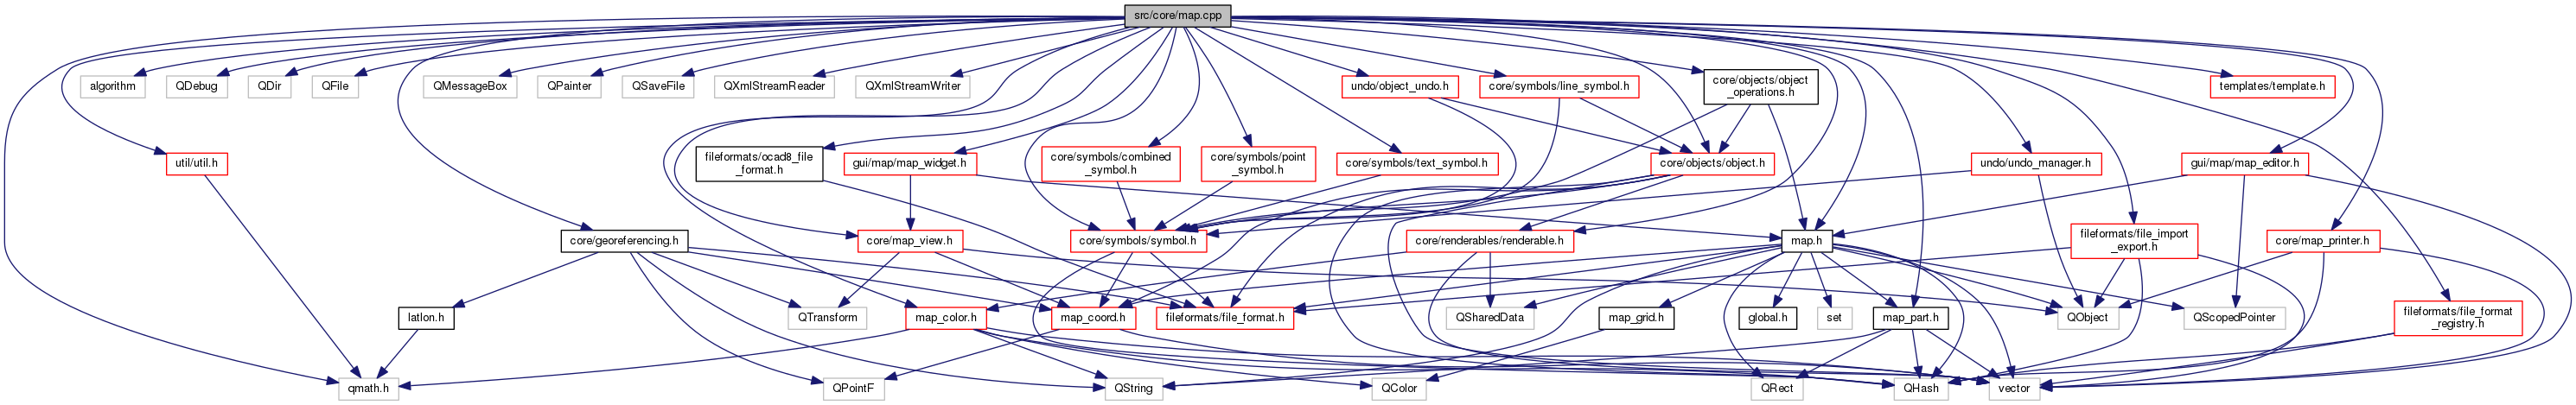 src/core/map.cpp
algorithm
QDebug
QDir
QFile
QMessageBox
QPainter
QSaveFile
QXmlStreamReader
QXmlStreamWriter
undo/object_undo.h
core/symbols/line_symbol.h
core/objects/object
_operations.h
templates/template.h
util/util.h
fileformats/ocad8_file
_format.h
gui/map/map_widget.h
core/symbols/combined
_symbol.h
core/symbols/point
_symbol.h
core/symbols/text_symbol.h
core/objects/object.h
undo/undo_manager.h
gui/map/map_editor.h
core/georeferencing.h
core/map_view.h
core/symbols/symbol.h
core/renderables/renderable.h
map.h
fileformats/file_import
_export.h
core/map_printer.h
latlon.h
QTransform
map_color.h
map_coord.h
fileformats/file_format.h
QSharedData
map_grid.h
global.h
set
map_part.h
QObject
QScopedPointer
fileformats/file_format
_registry.h
qmath.h
QPointF
QString
QColor
QRect
QHash
vector